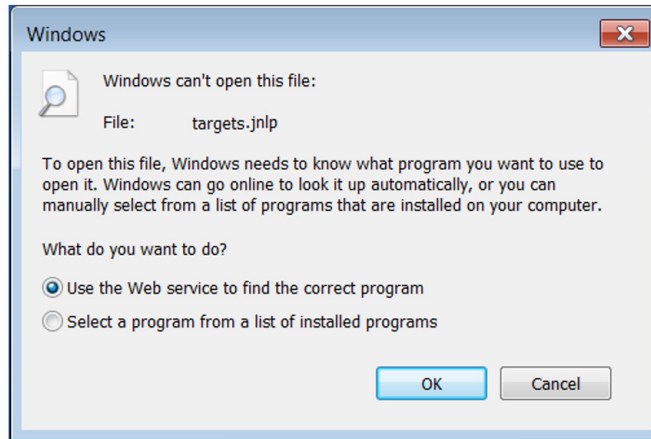 Windows
Windows can't open this file:
File: targets.jnlp
To open this file, Windows needs to know what program you want to use to
open it. Windows can go online to look it up automatically, or you can
manually select from a list of programs that are installed on your computer.
What do you want to do?
Use the Web service to find the correct program
Select a program from a list of installed programs
OK Cancel